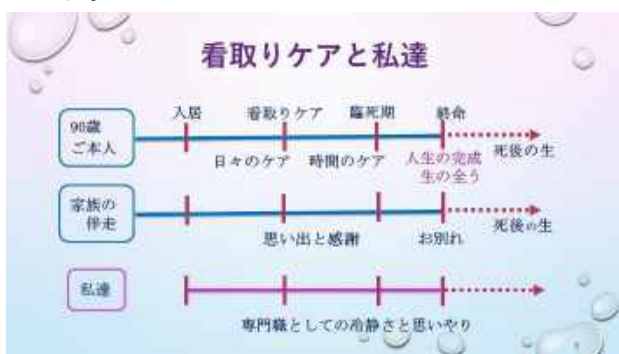 看取りケアと私達
入居 看取りケア 臨死期 終命
90歳
ご本人
死後の生
日々のケア 時間のケア 人生の完成
生の全う
家族の
伴走
死後の生
思い出と感謝 お別れ
私達
専門職としての冷静さと思いやり